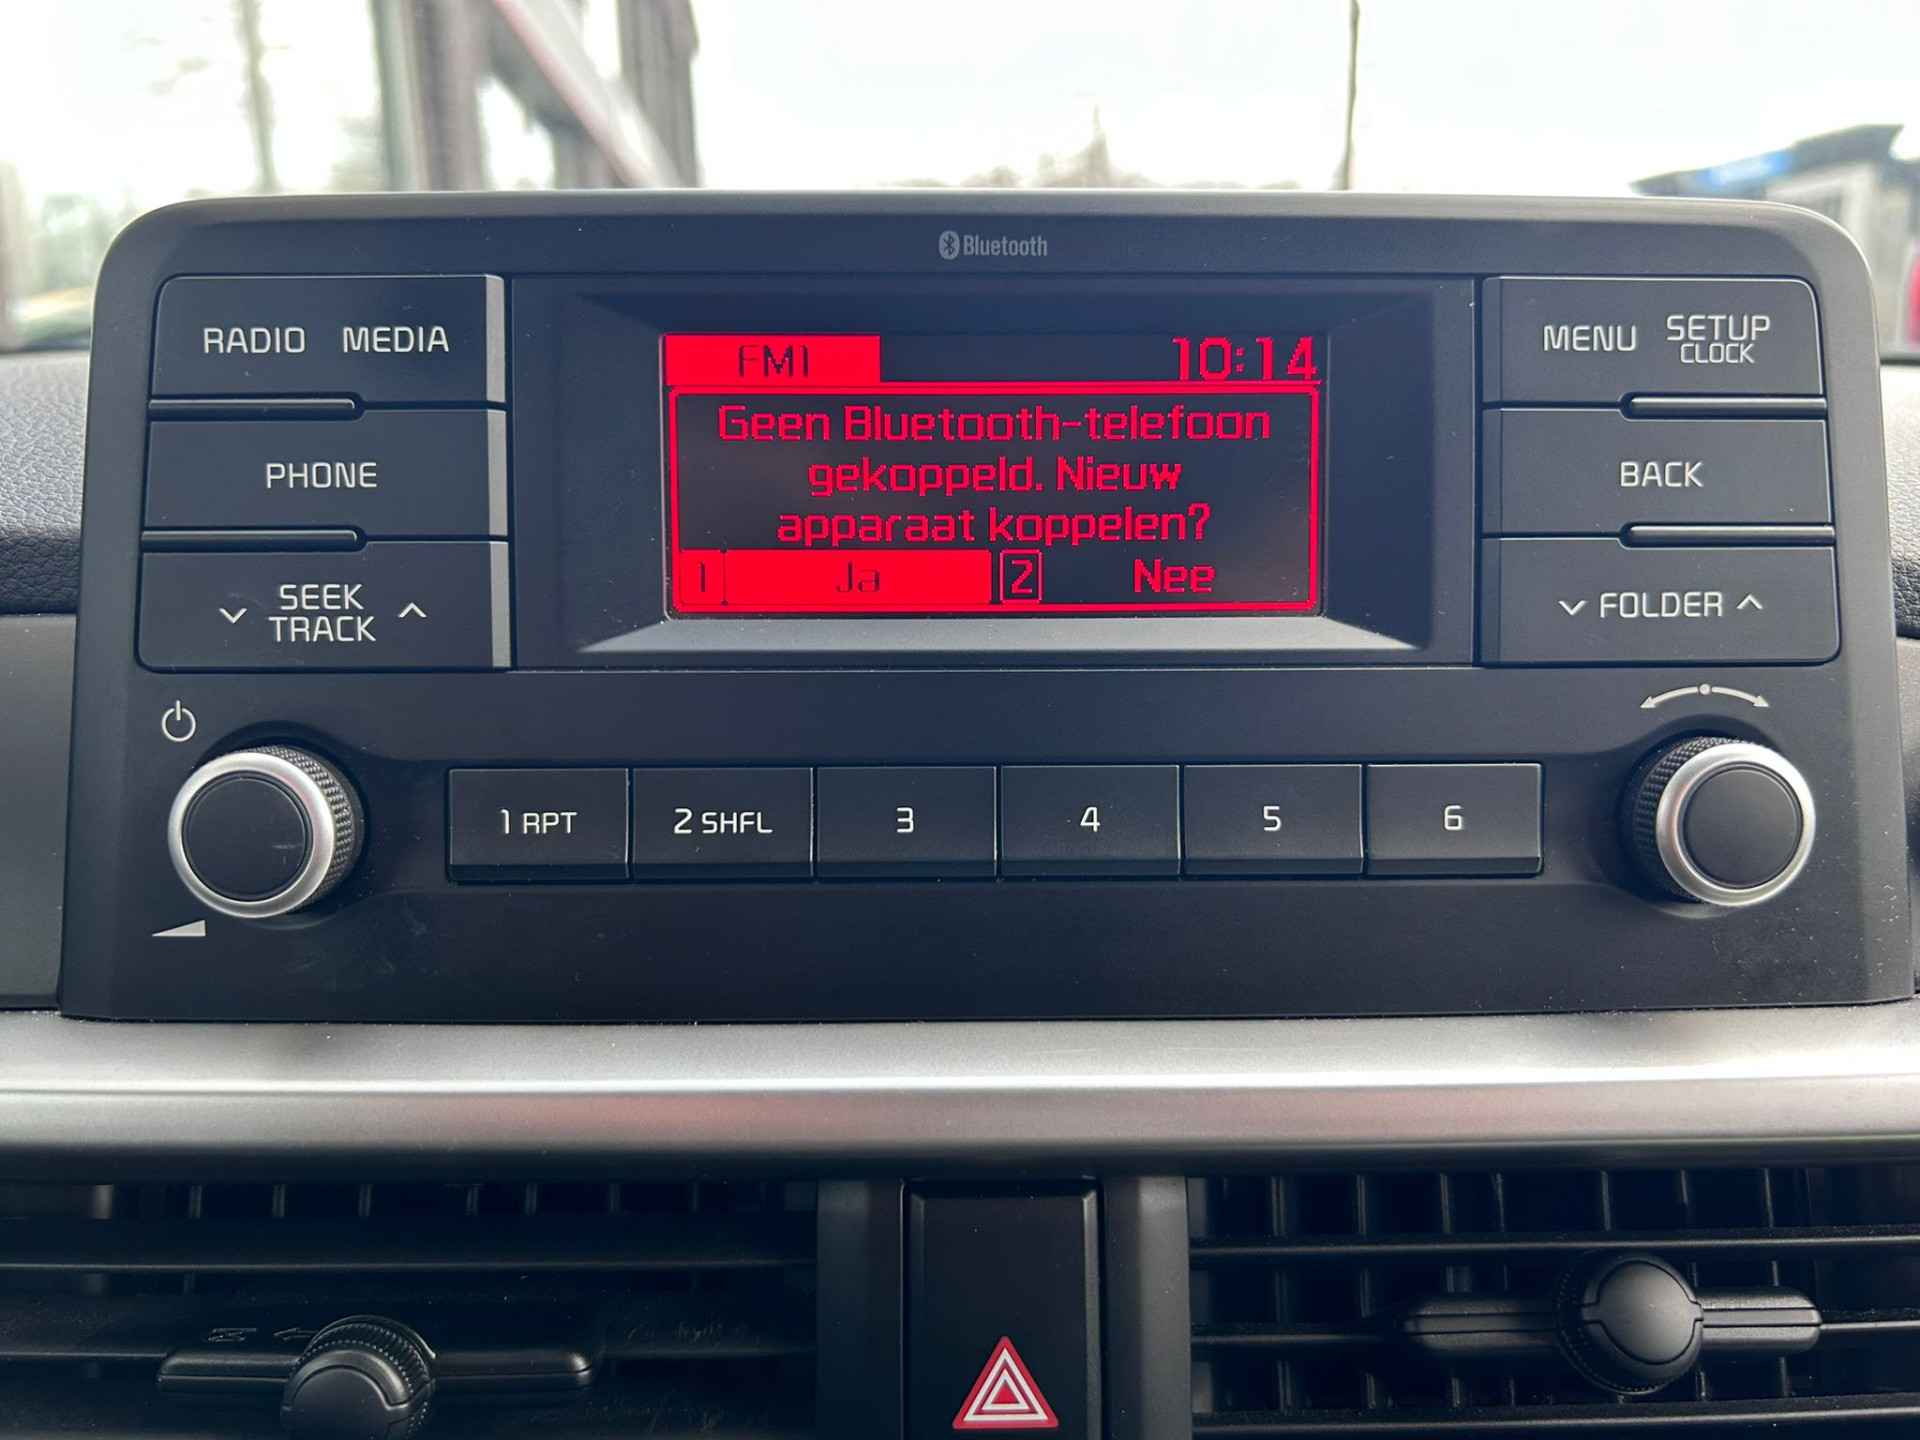 Bluetooth
RADIO MEDIA
PHONE
SEEK
TRACK
FM1 10:14
Geen Bluetooth-telefoon
gekoppeld. Nieuw
apparaat koppelen?
1 Ja 2 Nee
MENU SETUP
CLOCK
BACK
FOLDER
1 RPT 2 SHFL 3 4 5 6